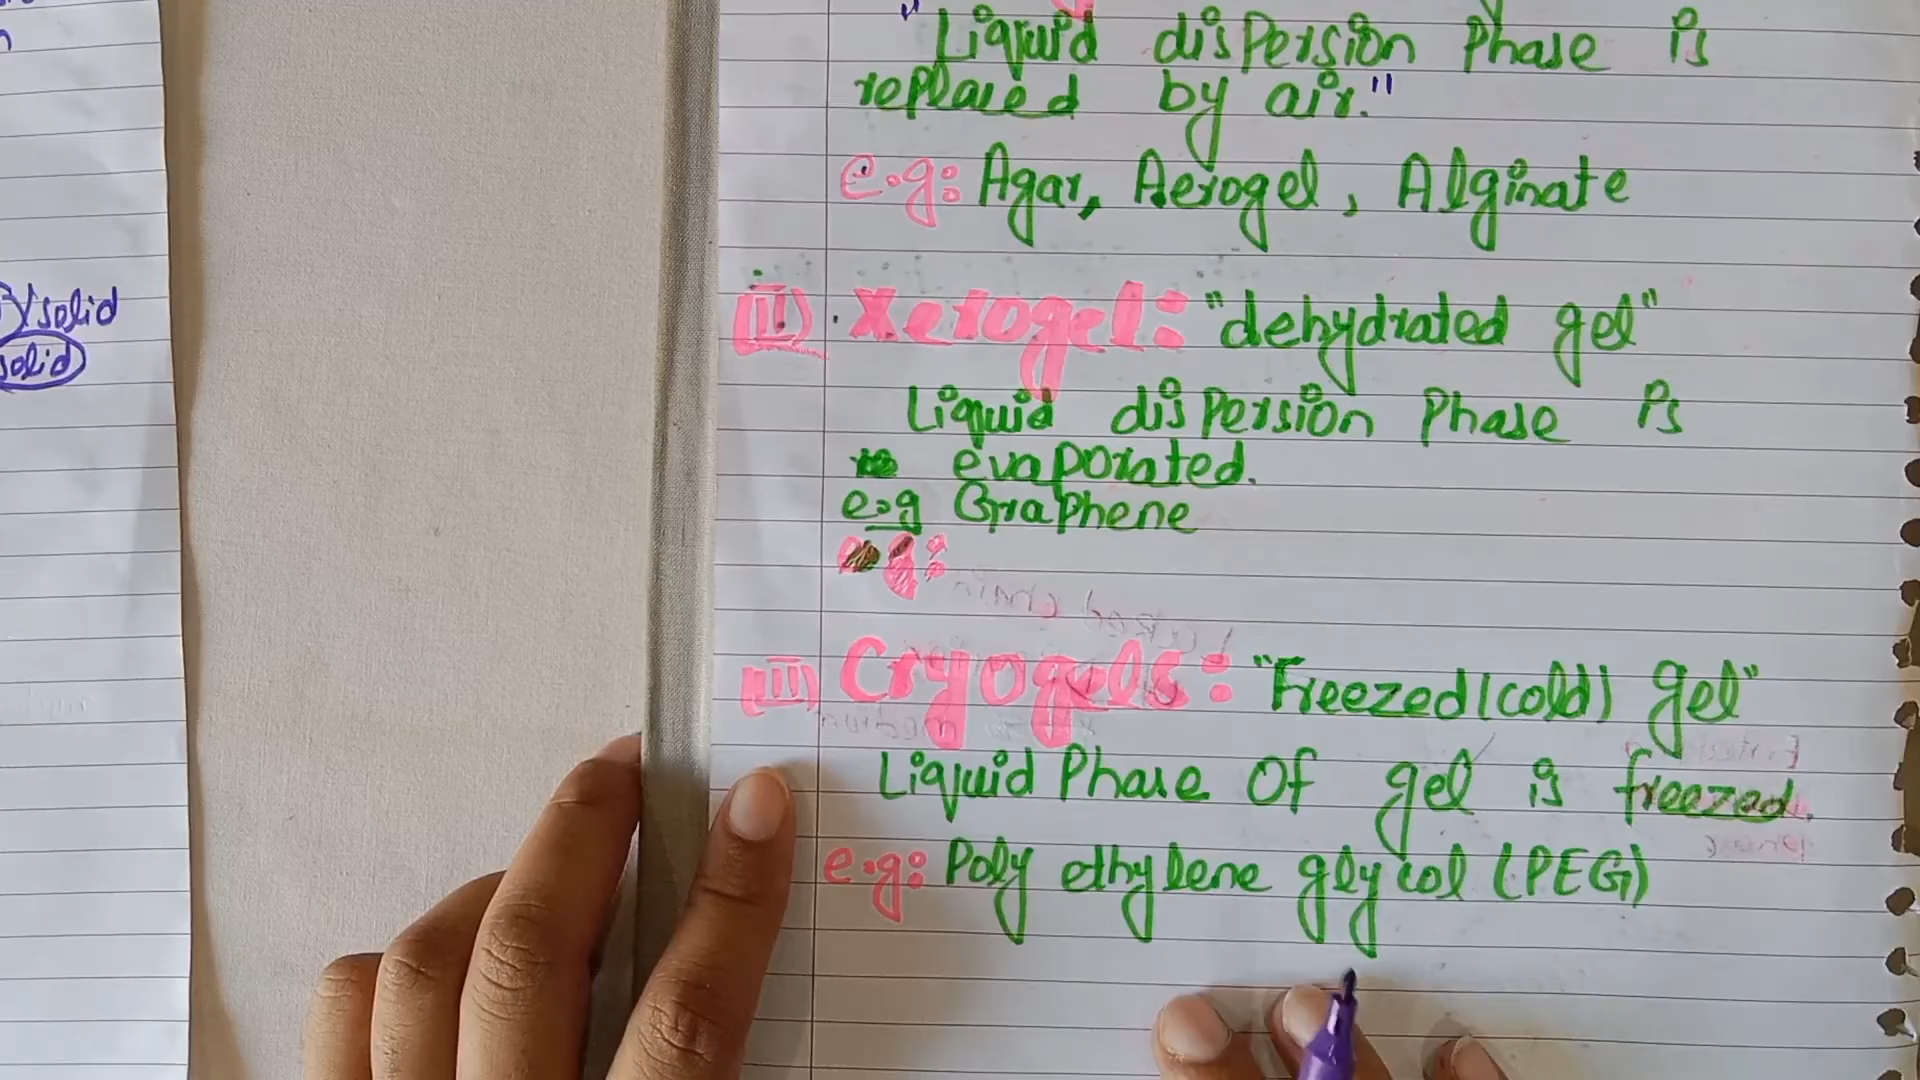 "Liquid dispersion Phase is
replaced by air."
e.g: Agar, Aerogel, Alginate
(II) Xerogel: "dehydrated gel"
Liquid dispersion Phase is
evaporated.
e.g Graphene
(III) Cryogels: "Freezed(cold) gel"
Liquid Phase Of gel is freezed.
e.g: Poly ethylene glycol (PEG)
solid
solid